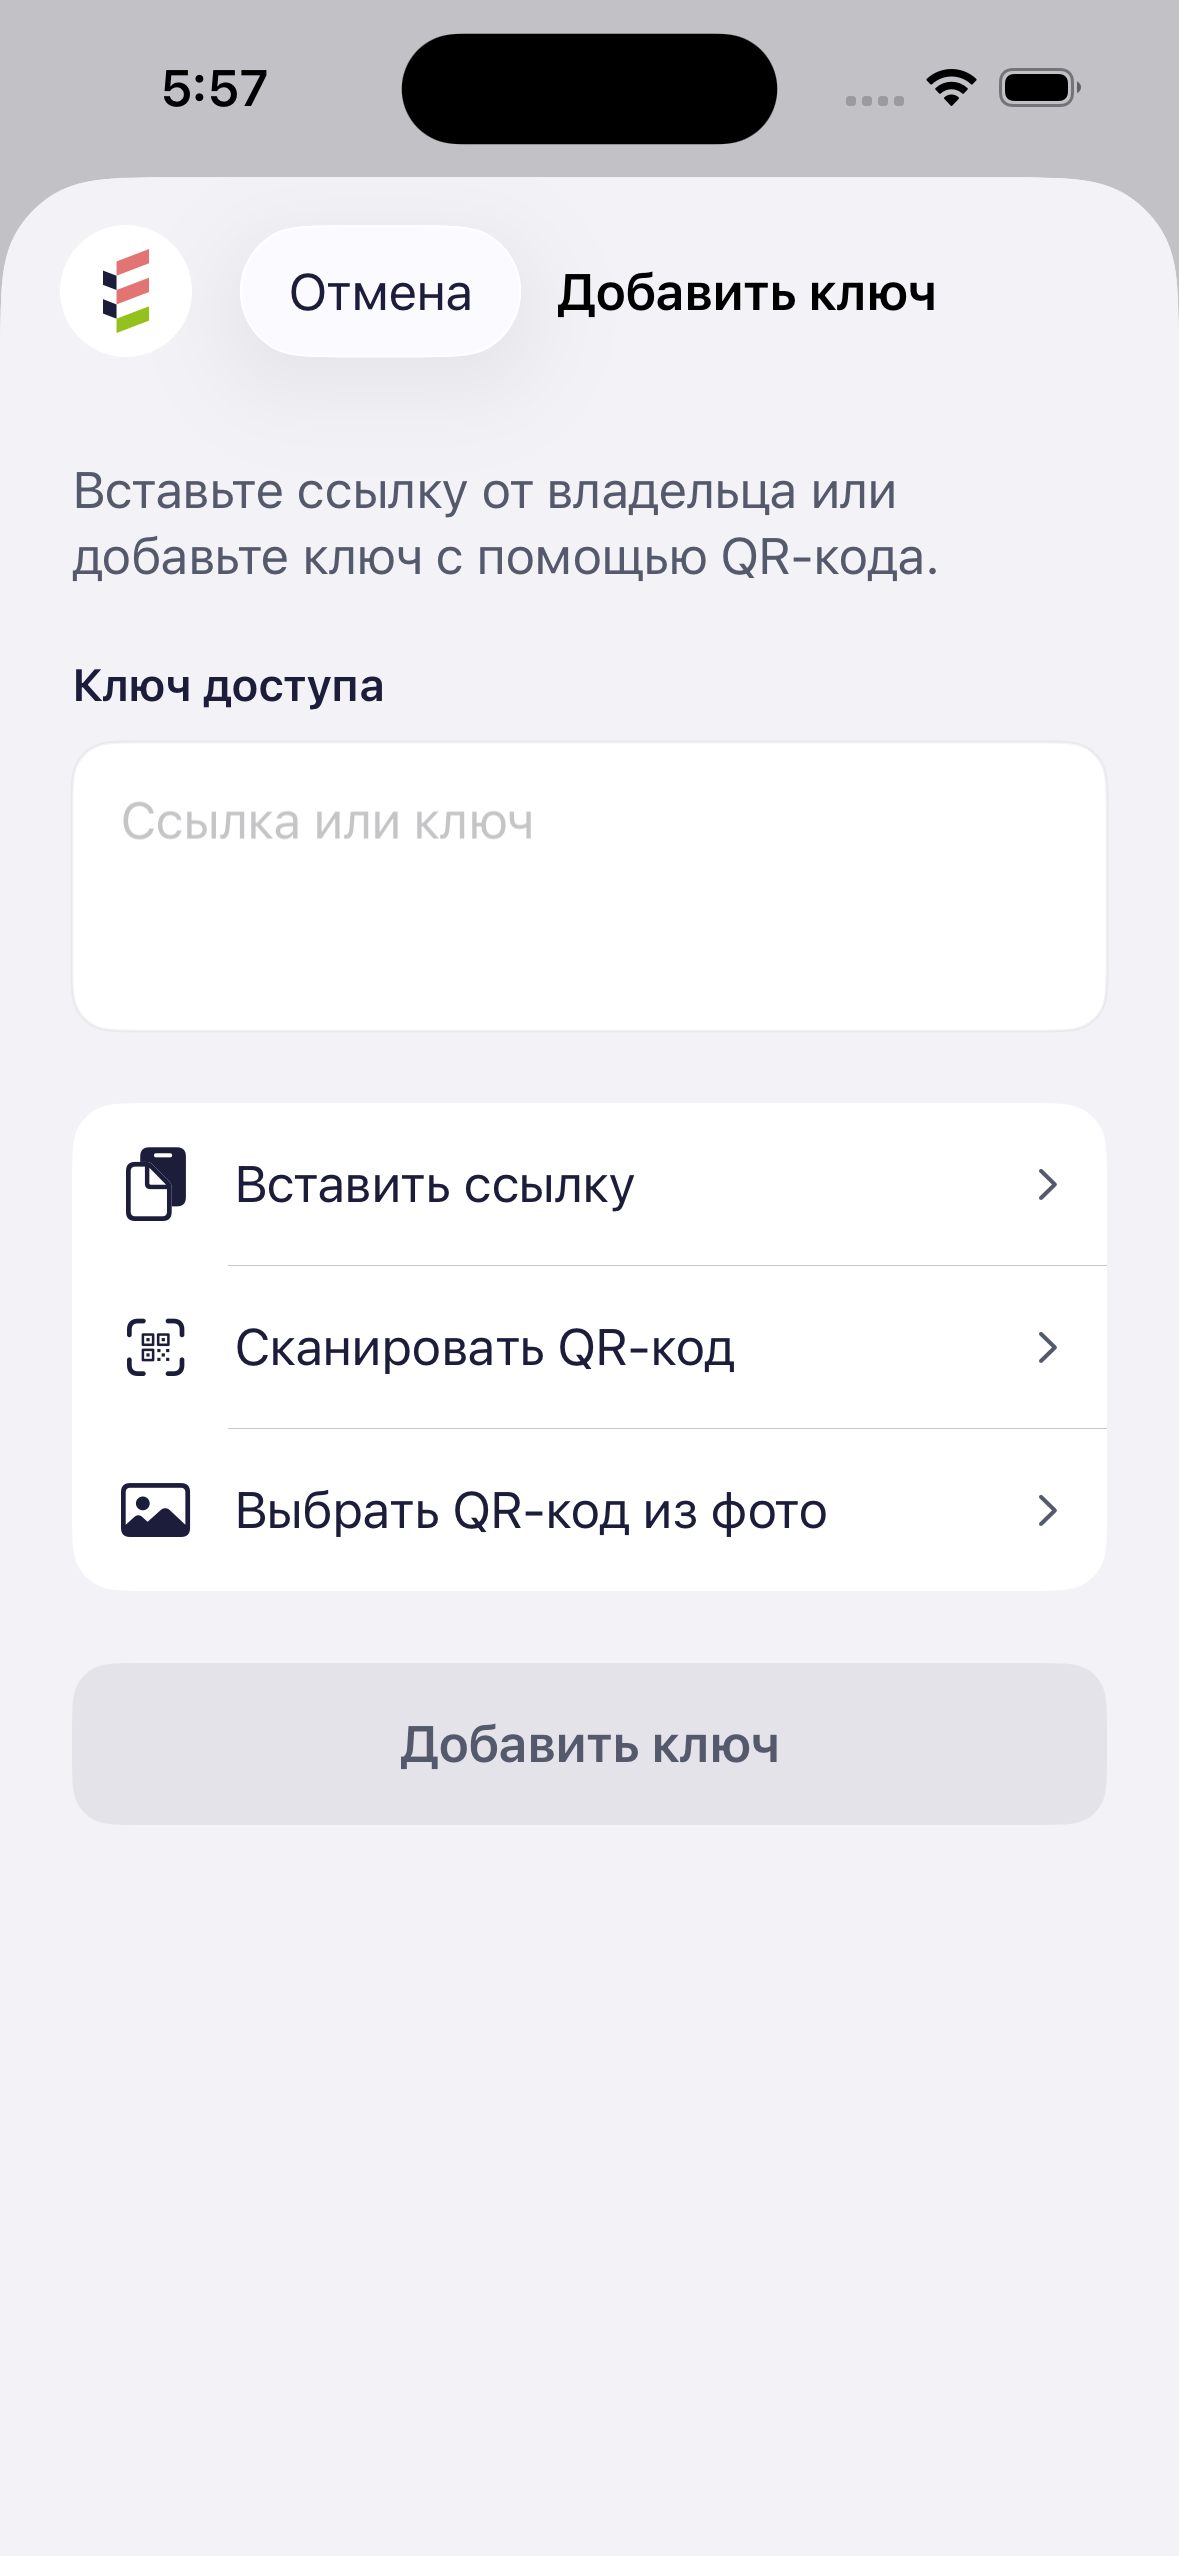 5:57
Отмена
Добавить ключ
Вставьте ссылку от владельца или
добавьте ключ с помощью QR-кода.
Ключ доступа
Ссылка или ключ
Вставить ссылку
Сканировать QR-код
Выбрать QR-код из фото
Добавить ключ